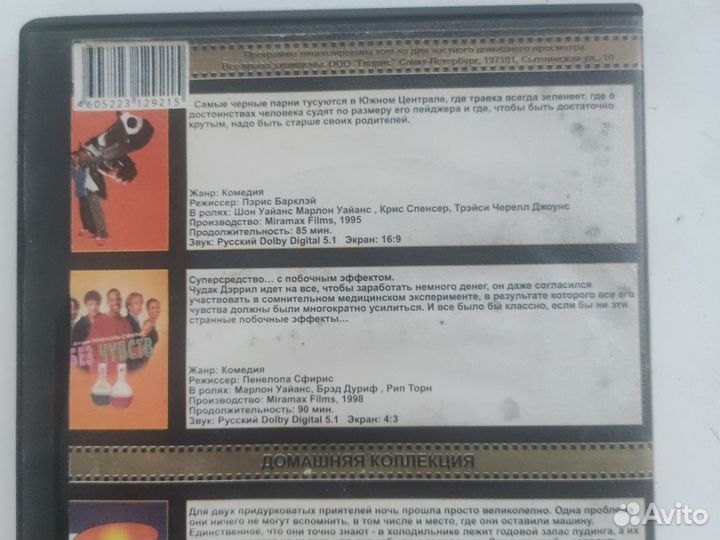 Программа лицензирована только для частного домашнего просмотра.
Все права защищены. ООО "Твулис" Санкт-Петербург, 197101, Сытнинская ул., 10
4605223129215
Самые черные парни тусуются в Южном Централе, где травка всегда зеленеет, где о
достоинствах человека судят по размеру его пейджера и где, чтобы быть достаточно
крутым, надо быть старше своих родителей.
Жанр: Комедия
Режиссер: Пэрис Барклэй
В ролях: Шон Уайанс Марлон Уайанс , Крис Спенсер, Трэйси Черелл Джоунс
Производство: Miramax Films, 1995
Продолжительность: 85 мин.
Звук: Русский Dolby Digital 5.1 Экран: 16:9
Суперсредство... с побочным эффектом.
Чудак Дэррил идет на все, чтобы заработать немного денег, он даже согласился
участвовать в сомнительном медицинском эксперименте, в результате которого все его
чувства должны были многократно усилиться. И все было бы классно, если бы ни эти
странные побочные эффекты...
БЕЗ ЧУВСТВ
Жанр: Комедия
Режиссер: Пенелопа Сфирис
В ролях: Марлон Уайанс, Брэд Дуриф , Рип Торн
Производство: Miramax Films, 1998
Продолжительность: 90 мин.
Звук: Русский Dolby Digital 5.1 Экран: 4:3
ДОМАШНЯЯ КОЛЛЕКЦИЯ
Для двух придурковатых приятелей ночь прошла просто великолепно. Одна пробле
они ничего не могут вспомнить, в том числе и место, где они оставили машину.
Единственное, что они точно знают - в холодильнике лежит годовой запас пудинга, а их
Avito